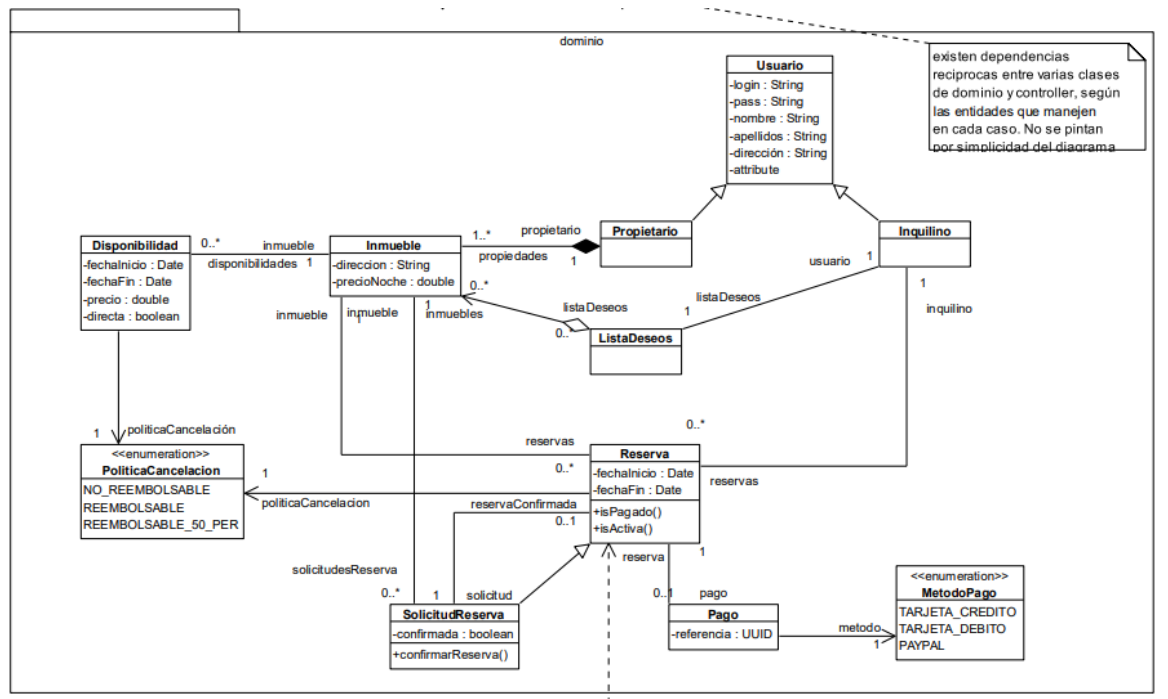 dominio
existen dependencias
reciprocas entre varias clases
de dominio y controller, según
las entidades que manejen
en cada caso. No se pintan
por simplicidad del diagrama
Usuario
-login : String
-pass : String
-nombre : String
-apellidos : String
-dirección : String
-attribute
Propietario
Inquilino
Disponibilidad
-fechaInicio : Date
-fechaFin : Date
-precio : double
-directa : boolean
0..* inmueble
disponibilidades 1
Inmueble
-direccion : String
-precioNoche : double
1..* propietario
propiedades 1
usuario 1
1
inquilino
0..*
listaDeseos
0..*
listaDeseos
1
ListaDeseos
inmueble
inmueble
1
1
inmuebles
1 politicaCancelación
<<enumeration>>
PoliticaCancelacion
NO_REEMBOLSABLE
REEMBOLSABLE
REEMBOLSABLE_50_PER
1
politicaCancelacion
reservas
0..*
0..*
reservas
Reserva
-fechaInicio : Date
-fechaFin : Date
+isPagado()
+isActiva()
reservaConfirmada
0..1
solicitudesReserva
0..* 1 solicitud
SolicitudReserva
-confirmada : boolean
+confirmarReserva()
reserva 1
0..1 pago
Pago
-referencia : UUID
metodo
1
<<enumeration>>
MetodoPago
TARJETA_CREDITO
TARJETA_DEBITO
PAYPAL